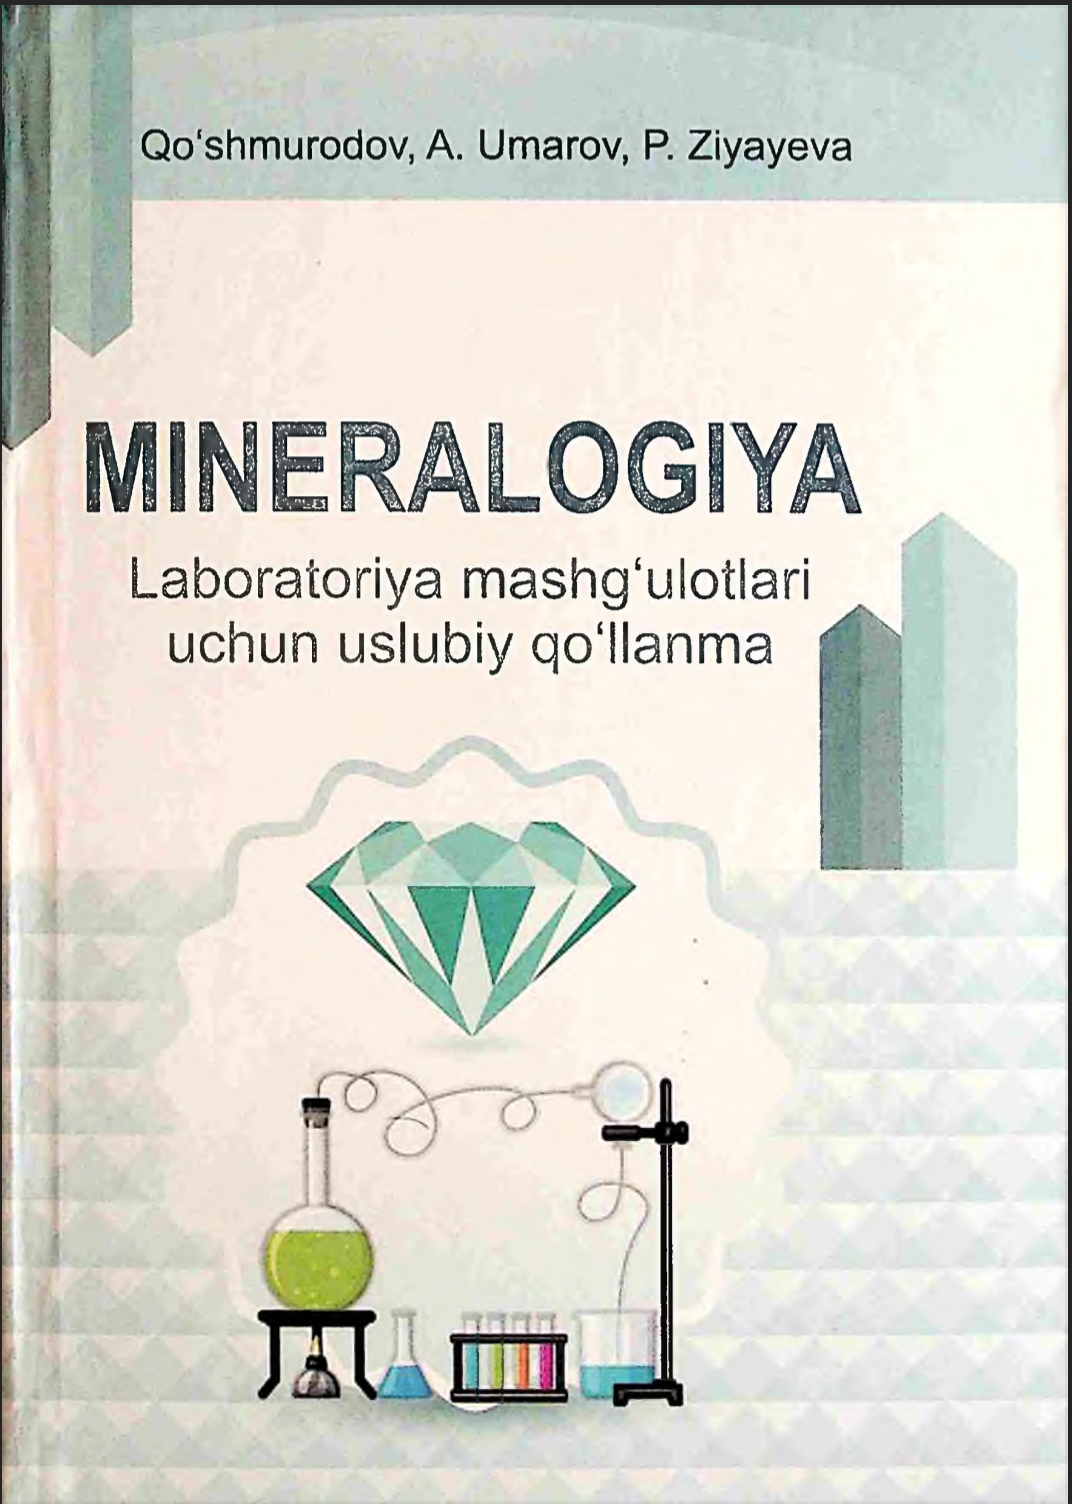 Qo‘shmurodov, A. Umarov, P. Ziyayeva
MINERALOGIYA
Laboratoriya mashg‘ulotlari
uchun uslubiy qo‘llanma